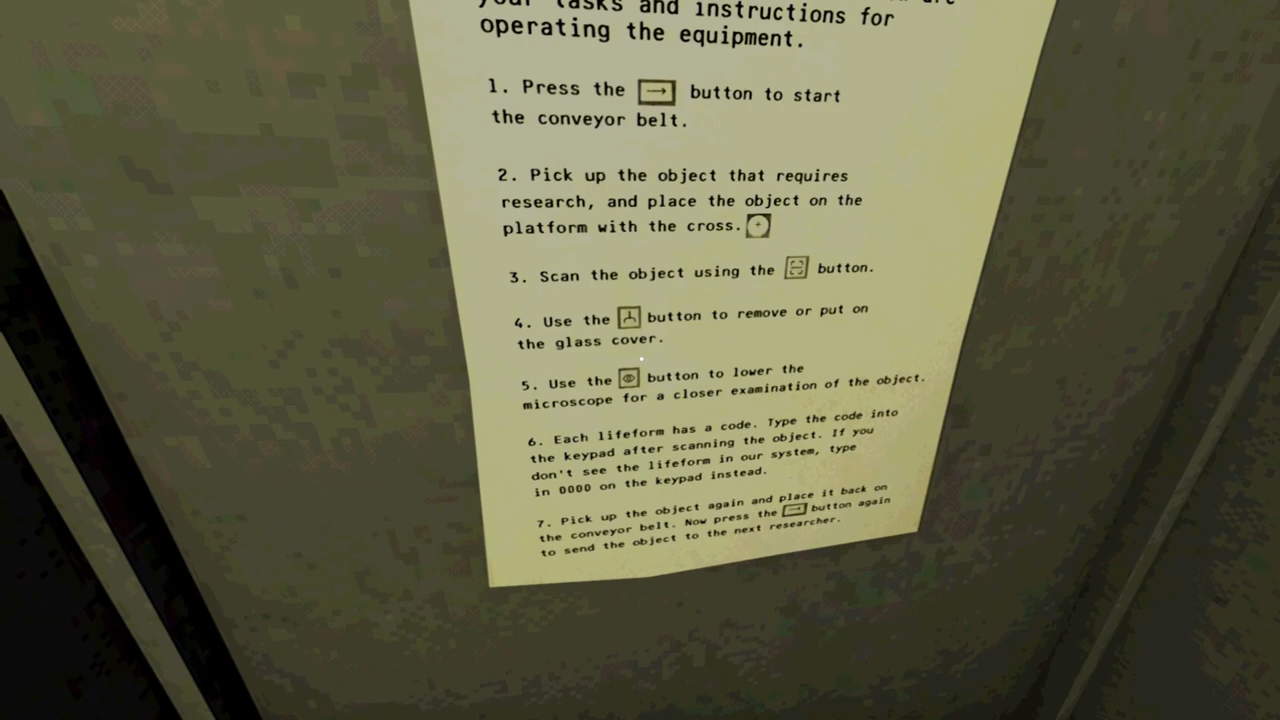 your tasks and instructions for
operating the equipment.
1. Press the button to start
the conveyor belt.
2. Pick up the object that requires
research, and place the object on the
platform with the cross.
3. Scan the object using the button.
4. Use the button to remove or put on
the glass cover.
5. Use the button to lower the
microscope for a closer examination of the object.
6. Each lifeform has a code. Type the code into
the keypad after scanning the object. If you
don't see the lifeform in our system, type
in 0000 on the keypad instead.
7. Pick up the object again and place it back on
the conveyor belt. Now press the button again
to send the object to the next researcher.